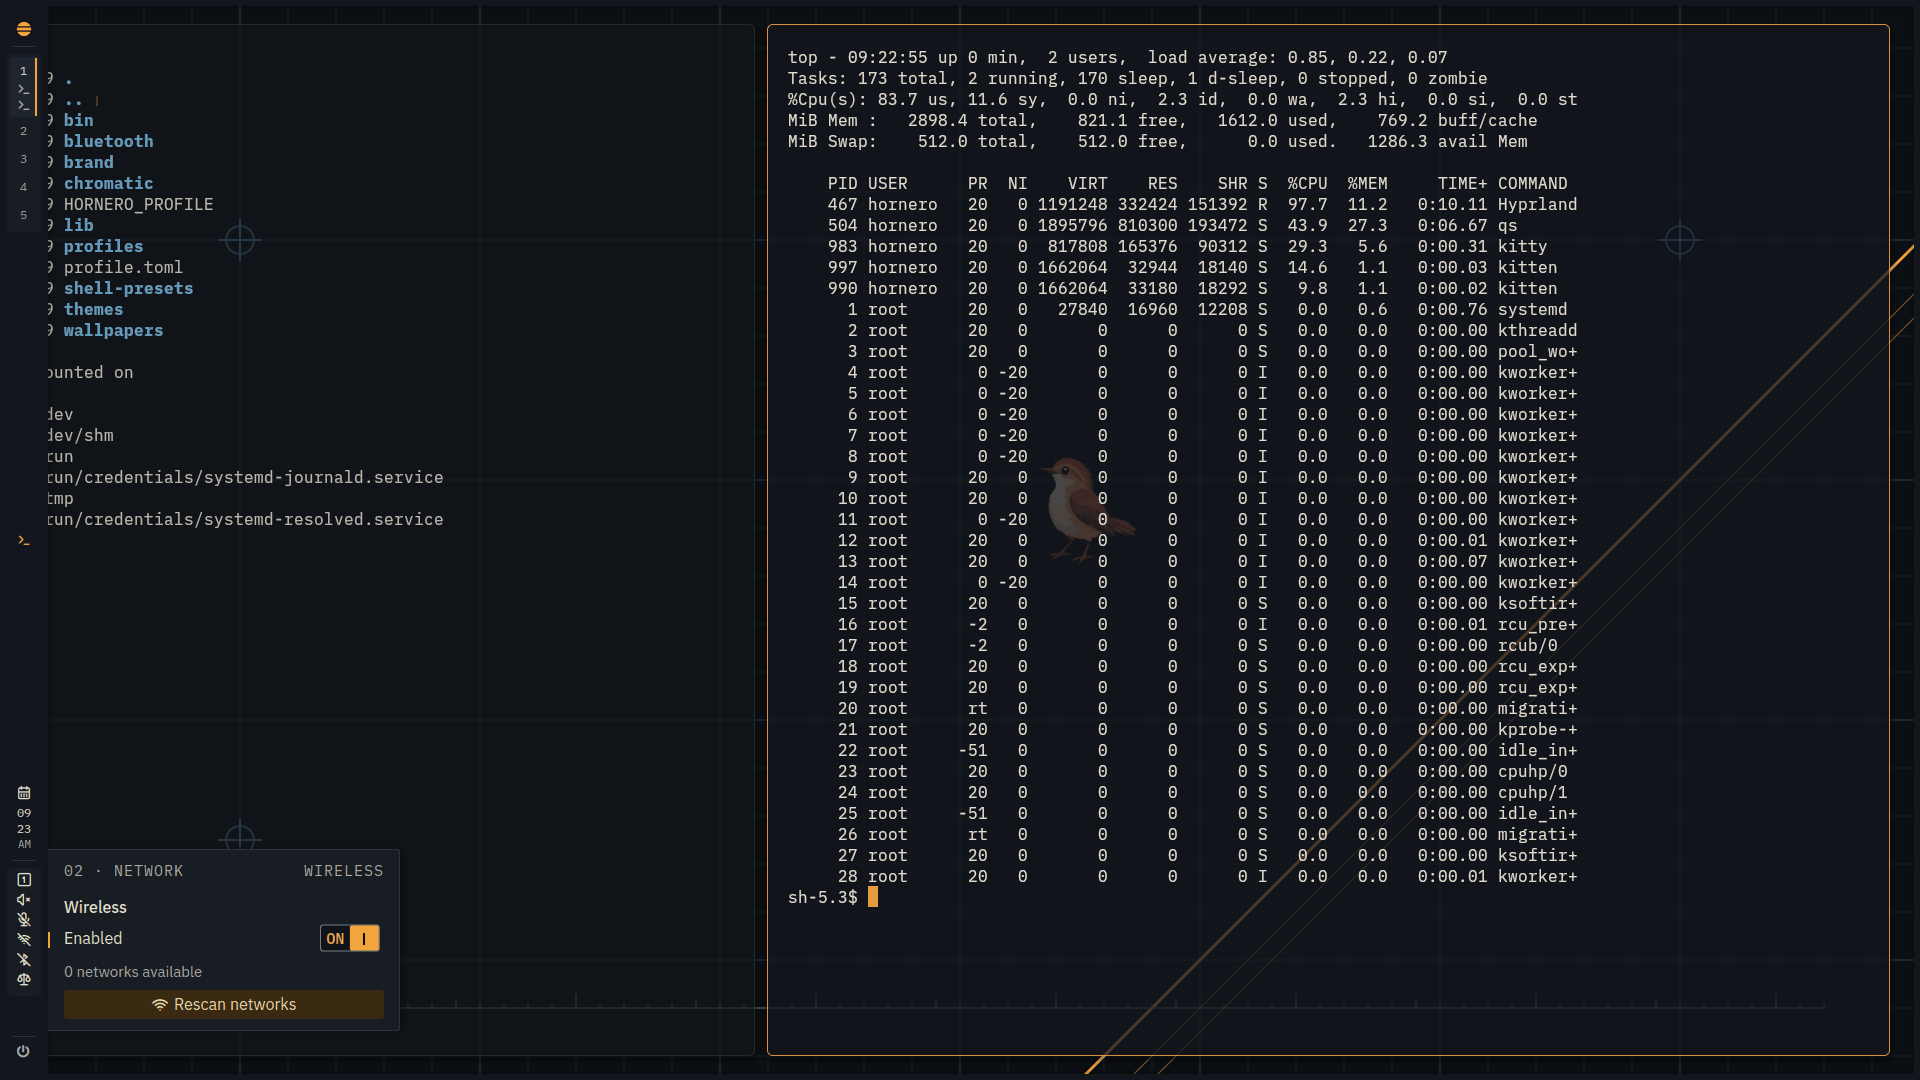 1
2
3
4
5
09
23
AM
1
9 .
9 ..
9 bin
9 bluetooth
9 brand
9 chromatic
9 HORNERO_PROFILE
9 lib
9 profiles
9 profile.toml
9 shell-presets
9 themes
9 wallpapers
ounted on
dev
dev/shm
run
run/credentials/systemd-journald.service
tmp
run/credentials/systemd-resolved.service
02 · NETWORK WIRELESS
Wireless
Enabled ON
0 networks available
Rescan networks
top - 09:22:55 up 0 min,  2 users,  load average: 0.85, 0.22, 0.07
Tasks: 173 total, 2 running, 170 sleep, 1 d-sleep, 0 stopped, 0 zombie
%Cpu(s): 83.7 us, 11.6 sy,  0.0 ni,  2.3 id,  0.0 wa,  2.3 hi,  0.0 si,  0.0 st
MiB Mem :   2898.4 total,    821.1 free,   1612.0 used,    769.2 buff/cache
MiB Swap:    512.0 total,    512.0 free,      0.0 used.   1286.3 avail Mem
PID USER PR NI VIRT RES SHR S %CPU %MEM TIME+ COMMAND
467 hornero 20 0 1191248 332424 151392 R 97.7 11.2 0:10.11 Hyprland
504 hornero 20 0 1895796 810300 193472 S 43.9 27.3 0:06.67 qs
983 hornero 20 0 817808 165376 90312 S 29.3 5.6 0:00.31 kitty
997 hornero 20 0 1662064 32944 18140 S 14.6 1.1 0:00.03 kitten
990 hornero 20 0 1662064 33180 18292 S 9.8 1.1 0:00.02 kitten
1 root 20 0 27840 16960 12208 S 0.0 0.6 0:00.76 systemd
2 root 20 0 0 0 0 S 0.0 0.0 0:00.00 kthreadd
3 root 20 0 0 0 0 S 0.0 0.0 0:00.00 pool_wo+
4 root 0 -20 0 0 0 I 0.0 0.0 0:00.00 kworker+
5 root 0 -20 0 0 0 I 0.0 0.0 0:00.00 kworker+
6 root 0 -20 0 0 0 I 0.0 0.0 0:00.00 kworker+
7 root 0 -20 0 0 0 I 0.0 0.0 0:00.00 kworker+
8 root 0 -20 0 0 0 I 0.0 0.0 0:00.00 kworker+
9 root 20 0 0 0 0 I 0.0 0.0 0:00.00 kworker+
10 root 20 0 0 0 0 I 0.0 0.0 0:00.00 kworker+
11 root 0 -20 0 0 0 I 0.0 0.0 0:00.00 kworker+
12 root 20 0 0 0 0 I 0.0 0.0 0:00.01 kworker+
13 root 20 0 0 0 0 I 0.0 0.0 0:00.07 kworker+
14 root 0 -20 0 0 0 I 0.0 0.0 0:00.00 kworker+
15 root 20 0 0 0 0 S 0.0 0.0 0:00.00 ksoftir+
16 root -2 0 0 0 0 I 0.0 0.0 0:00.01 rcu_pre+
17 root -2 0 0 0 0 S 0.0 0.0 0:00.00 rcub/0
18 root 20 0 0 0 0 S 0.0 0.0 0:00.00 rcu_exp+
19 root 20 0 0 0 0 S 0.0 0.0 0:00.00 rcu_exp+
20 root rt 0 0 0 0 S 0.0 0.0 0:00.00 migrati+
21 root 20 0 0 0 0 S 0.0 0.0 0:00.00 kprobe-+
22 root -51 0 0 0 0 S 0.0 0.0 0:00.00 idle_in+
23 root 20 0 0 0 0 S 0.0 0.0 0:00.00 cpuhp/0
24 root 20 0 0 0 0 S 0.0 0.0 0:00.00 cpuhp/1
25 root -51 0 0 0 0 S 0.0 0.0 0:00.00 idle_in+
26 root rt 0 0 0 0 S 0.0 0.0 0:00.00 migrati+
27 root 20 0 0 0 0 S 0.0 0.0 0:00.00 ksoftir+
28 root 20 0 0 0 0 I 0.0 0.0 0:00.01 kworker+
sh-5.3$